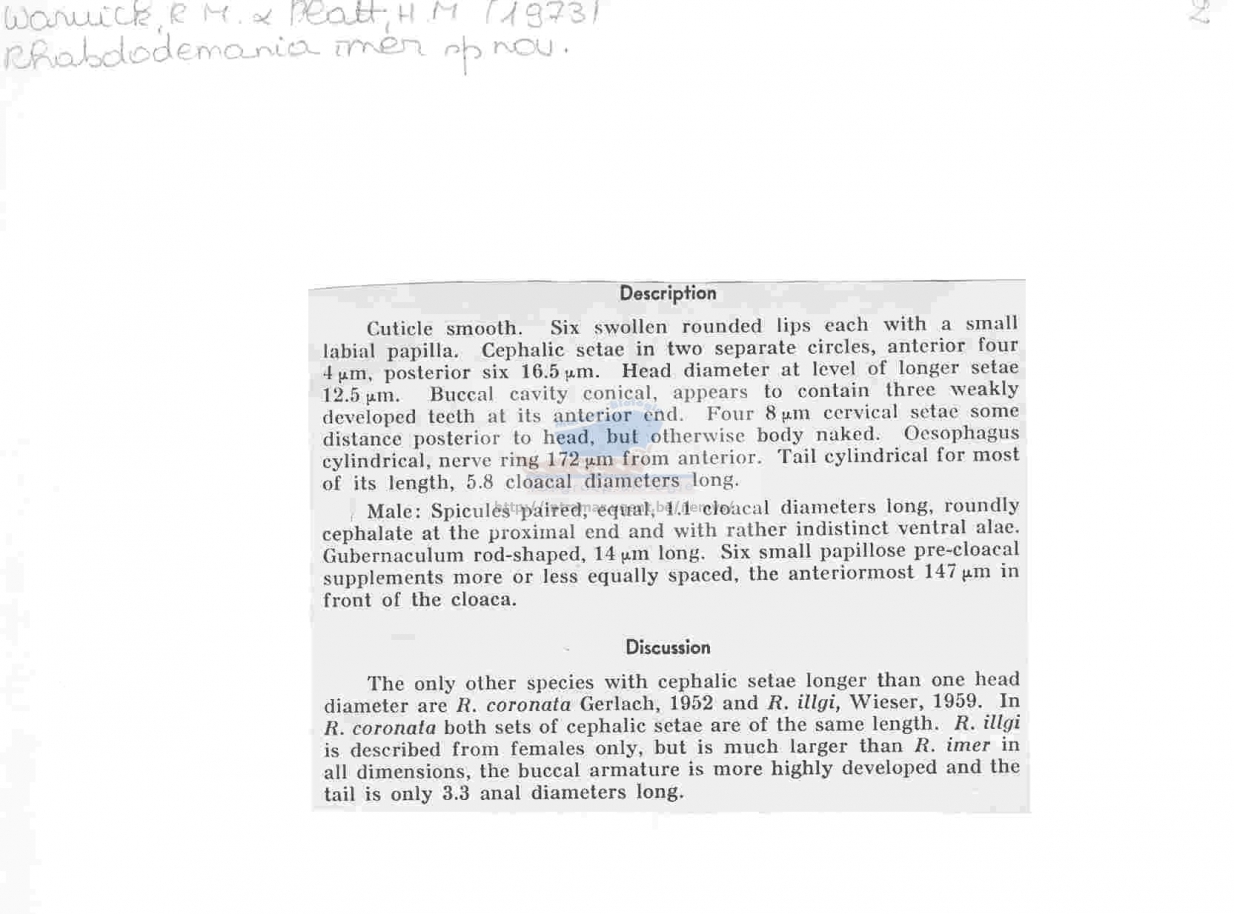 Warwick, R M. & Platt, H. M (1973)
2
Rhabdodemania imer sp nov.
Description
Cuticle smooth. Six swollen rounded lips each with a small
labial papilla. Cephalic setae in two separate circles, anterior four
4 µm, posterior six 16.5 µm. Head diameter at level of longer setae
12.5 µm. Buccal cavity conical, appears to contain three weakly
developed teeth at its anterior end. Four 8 µm cervical setae some
distance posterior to head, but otherwise body naked. Oesophagus
cylindrical, nerve ring 172 µm from anterior. Tail cylindrical for most
of its length, 5.8 cloacal diameters long.
Male: Spicules paired, equal, 1.1 cloacal diameters long, roundly
cephalate at the proximal end and with rather indistinct ventral alae.
Gubernaculum rod-shaped, 14 µm long. Six small papillose pre-cloacal
supplements more or less equally spaced, the anteriormost 147 µm in
front of the cloaca.
Discussion
The only other species with cephalic setae longer than one head
diameter are R. coronata Gerlach, 1952 and R. illgi, Wieser, 1959. In
R. coronata both sets of cephalic setae are of the same length. R. illgi
is described from females only, but is much larger than R. imer in
all dimensions, the buccal armature is more highly developed and the
tail is only 3.3 anal diameters long.